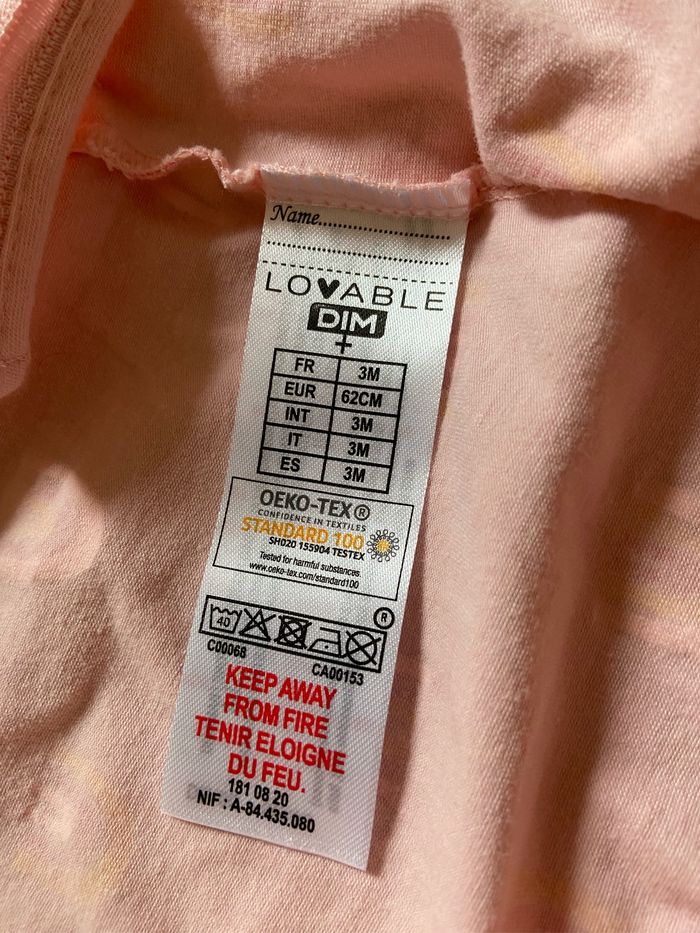 Name..........................
........................................
LOVABLE
DIM
+
FR 3M
EUR 62CM
INT 3M
IT 3M
ES 3M
OEKO-TEX®
CONFIDENCE IN TEXTILES
STANDARD 100
SH020 155904 TESTEX
Tested for harmful substances.
www.oeko-tex.com/standard100
®
40
C00068 CA00153
KEEP AWAY
FROM FIRE
TENIR ELOIGNE
DU FEU.
181 08 20
NIF : A-84.435.080